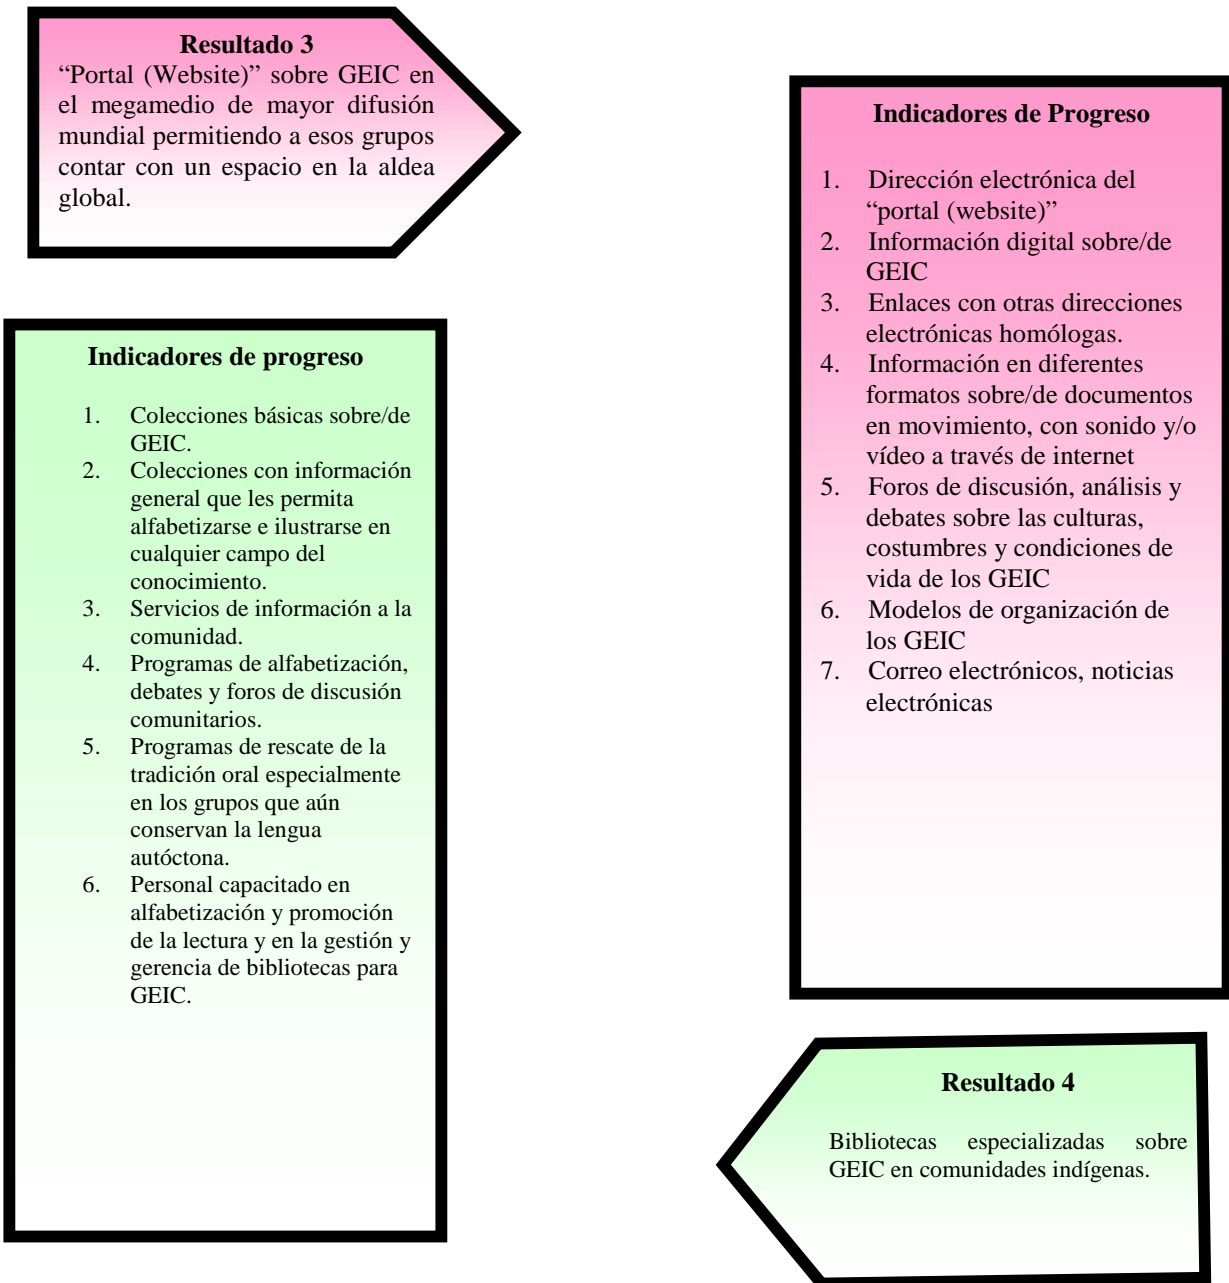 Resultado 3
“Portal (Website)” sobre GEIC en
el megamedio de mayor difusión
mundial permitiendo a esos grupos
contar con un espacio en la aldea
global.
Indicadores de Progreso
1. Dirección electrónica del
“portal (website)”
2. Información digital sobre/de
GEIC
3. Enlaces con otras direcciones
electrónicas homólogas.
4. Información en diferentes
formatos sobre/de documentos
en movimiento, con sonido y/o
vídeo a través de internet
5. Foros de discusión, análisis y
debates sobre las culturas,
costumbres y condiciones de
vida de los GEIC
6. Modelos de organización de
los GEIC
7. Correo electrónicos, noticias
electrónicas
Indicadores de progreso
1. Colecciones básicas sobre/de
GEIC.
2. Colecciones con información
general que les permita
alfabetizarse e ilustrarse en
cualquier campo del
conocimiento.
3. Servicios de información a la
comunidad.
4. Programas de alfabetización,
debates y foros de discusión
comunitarios.
5. Programas de rescate de la
tradición oral especialmente
en los grupos que aún
conservan la lengua
autóctona.
6. Personal capacitado en
alfabetización y promoción
de la lectura y en la gestión y
gerencia de bibliotecas para
GEIC.
Resultado 4
Bibliotecas especializadas sobre
GEIC en comunidades indígenas.